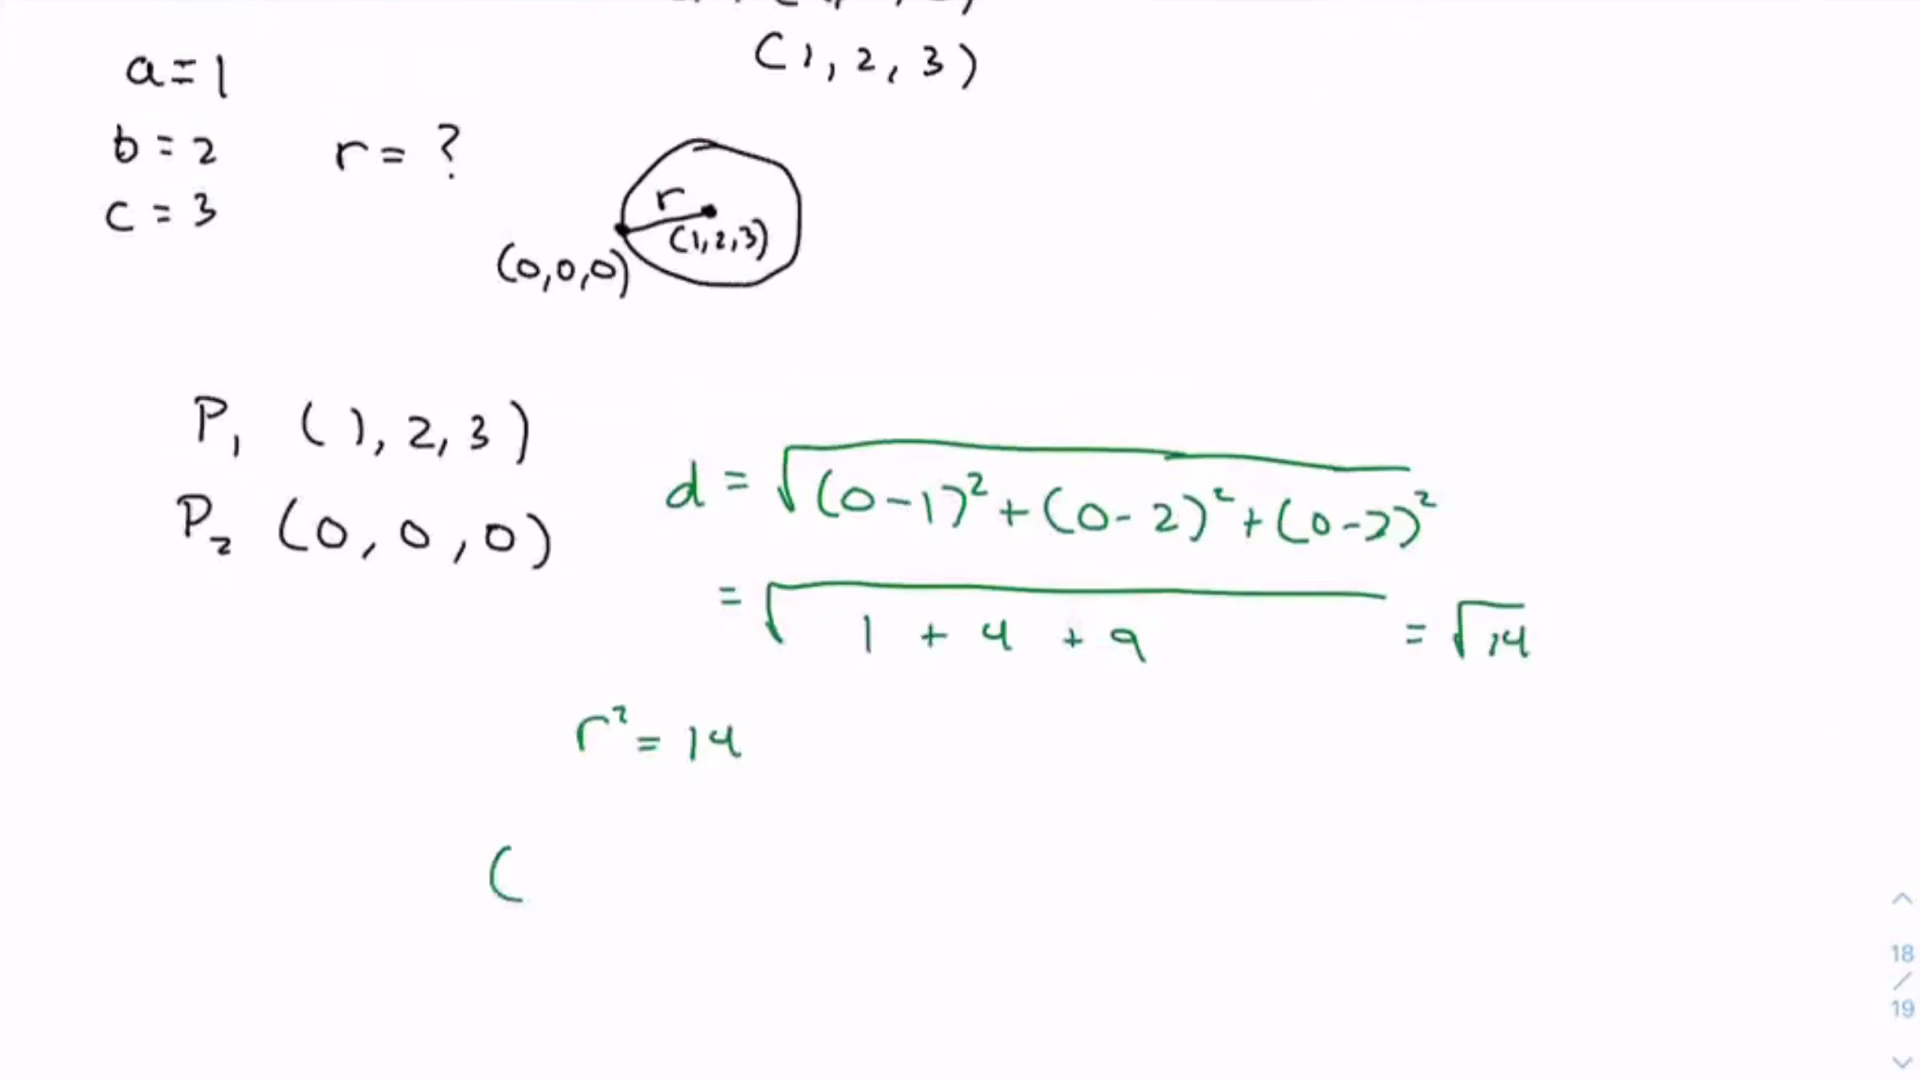 (1, 2, 3)
a = 1
b = 2
r = ?
c = 3
r
(1,2,3)
(0,0,0)
P₁ (1, 2, 3)
P₂ (0, 0, 0)
d = √((0-1)² + (0-2)² + (0-3)²)
= √(1 + 4 + 9) = √14
r² = 14
(
18
/
19